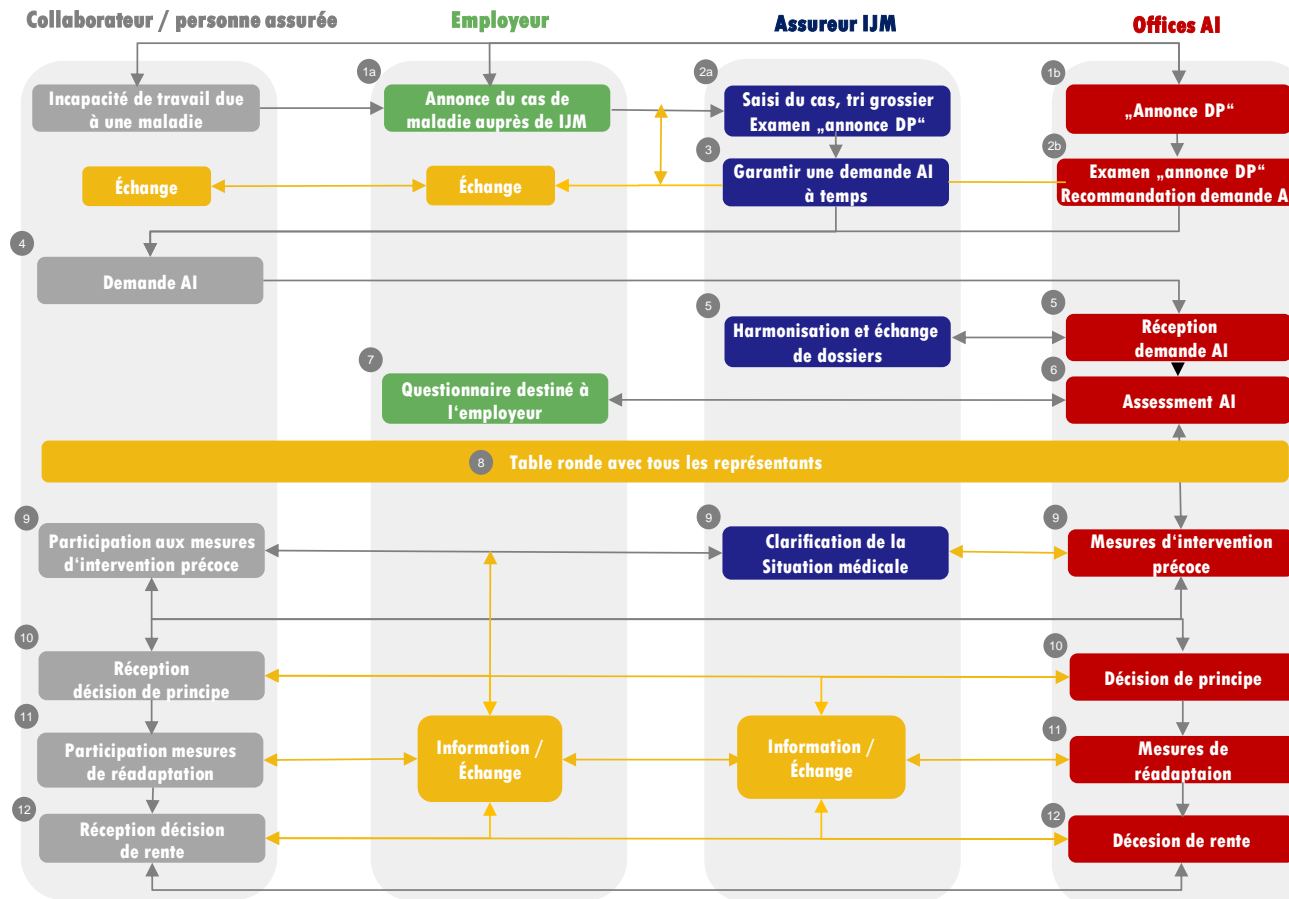 Collaborateur / personne assurée
Employeur
Assureur IJM
Offices AI
1a
2a
1b
Incapacité de travail due
à une maladie
Annonce du cas de
maladie auprès de IJM
Saisi du cas, tri grossier
Examen „annonce DP“
„Annonce DP“
3
2b
Échange
Échange
Garantir une demande AI
à temps
Examen „annonce DP“
Recommandation demande A
4
Demande AI
5
5
Harmonisation et échange
de dossiers
Réception
demande AI
7
6
Questionnaire destiné à
l‘employeur
Assessment AI
8
Table ronde avec tous les représentants
9
9
9
Participation aux mesures
d‘intervention précoce
Clarification de la
Situation médicale
Mesures d‘intervention
précoce
10
10
Réception
décision de principe
Décision de principe
11
11
Participation mesures
de réadaptation
Information /
Échange
Information /
Échange
Mesures de
réadaptaion
12
12
Réception décision
de rente
Décesion de rente